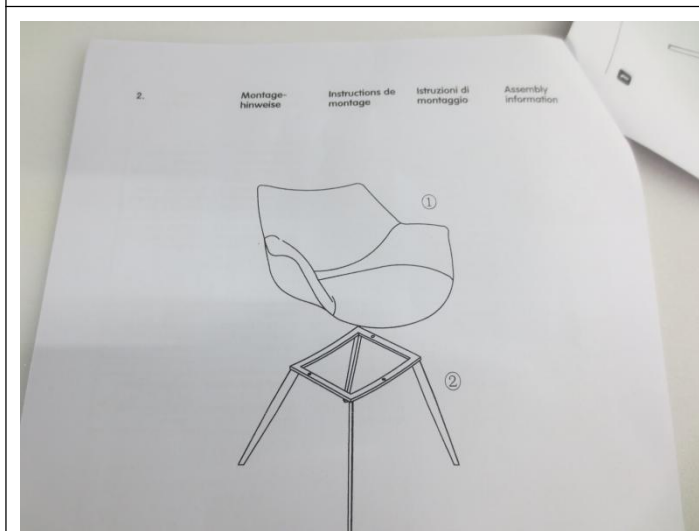 2.
Montage-
hinweise
Instructions de
montage
Istruzioni di
montaggio
Assembly
information
①
②